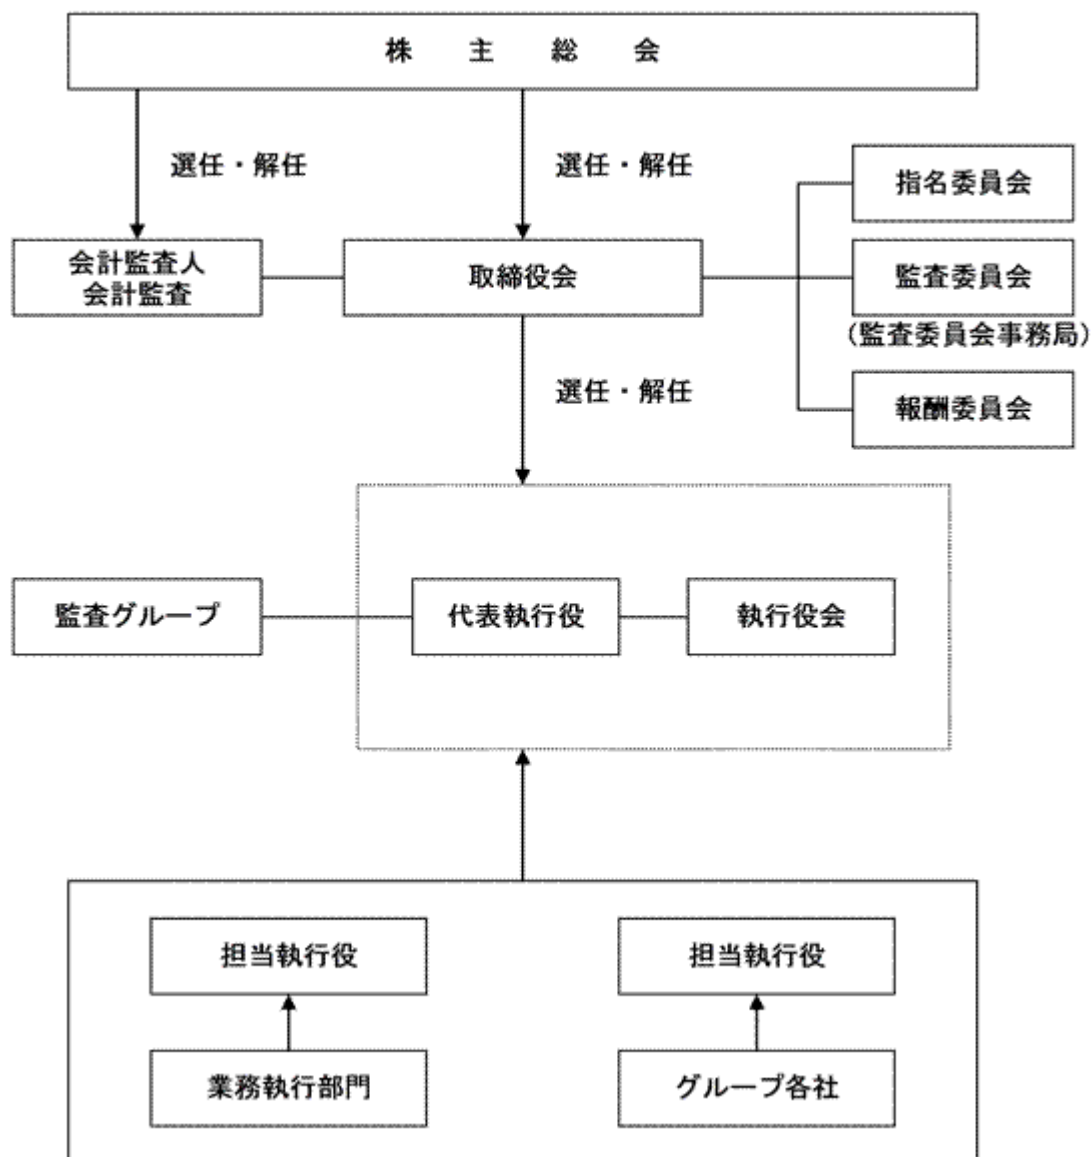 株主総会
選任・解任
選任・解任
指名委員会
会計監査人
会計監査
取締役会
監査委員会
(監査委員会事務局)
選任・解任
報酬委員会
監査グループ
代表執行役
執行役会
担当執行役
担当執行役
業務執行部門
グループ各社